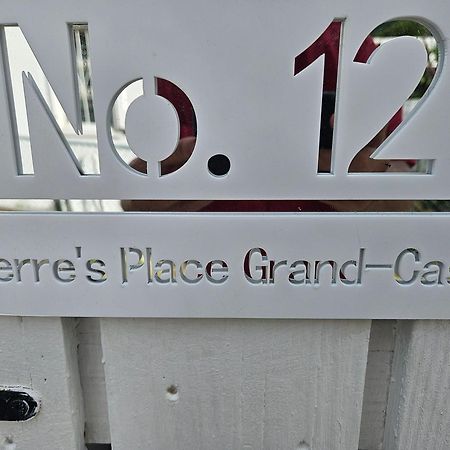 No. 12
erre's Place Grand-Cas